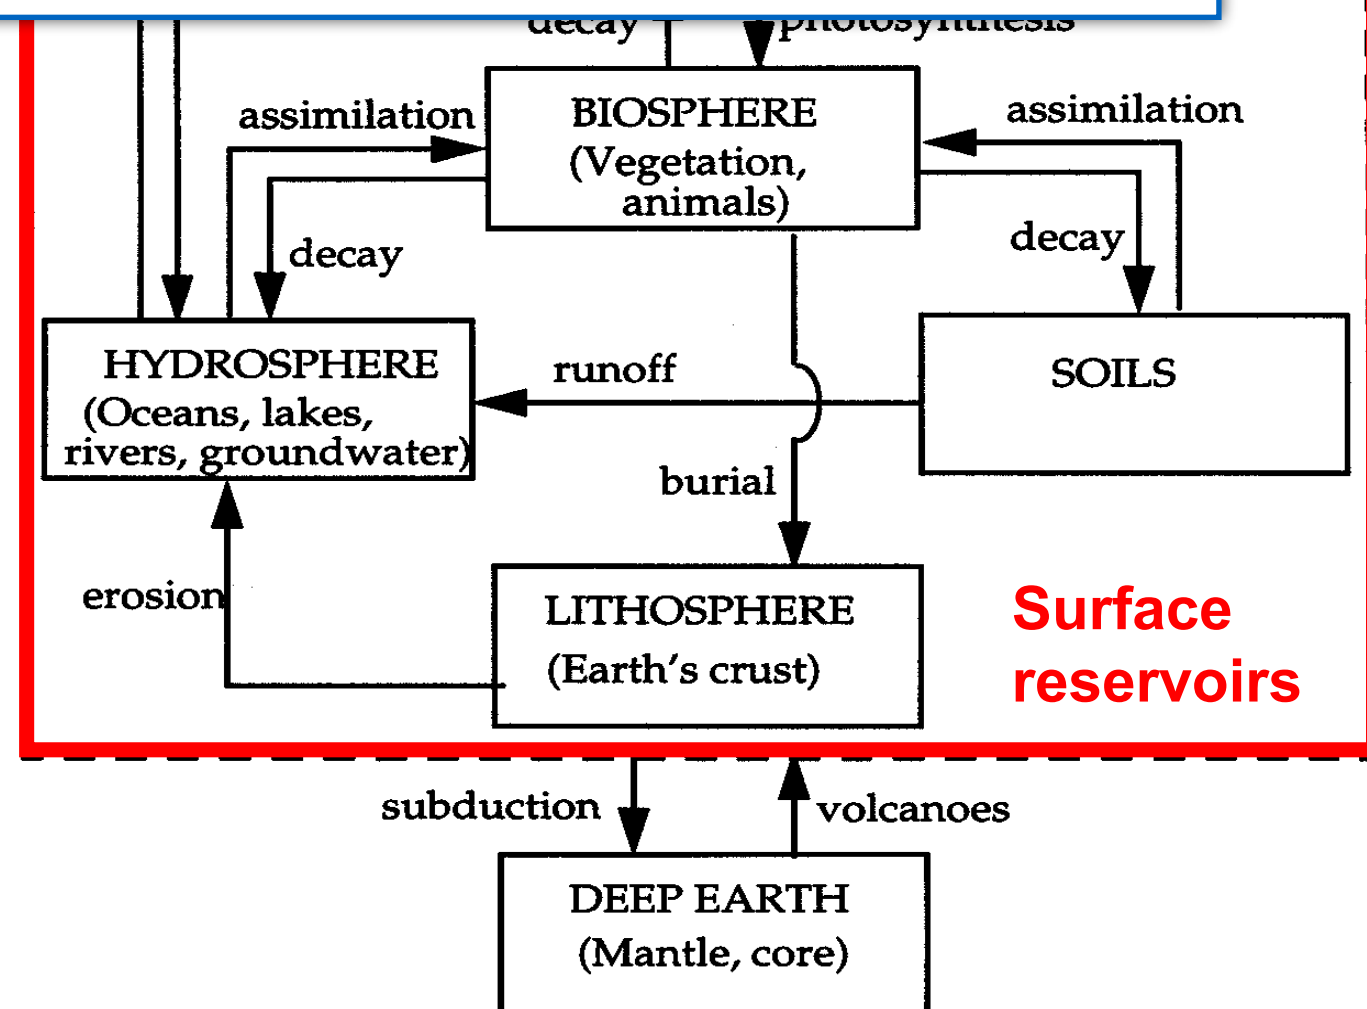 decay
photosynthesis
assimilation
BIOSPHERE
(Vegetation,
animals)
assimilation
decay
decay
HYDROSPHERE
(Oceans, lakes,
rivers, groundwater)
runoff
SOILS
burial
erosion
LITHOSPHERE
(Earth's crust)
Surface
reservoirs
subduction
volcanoes
DEEP EARTH
(Mantle, core)